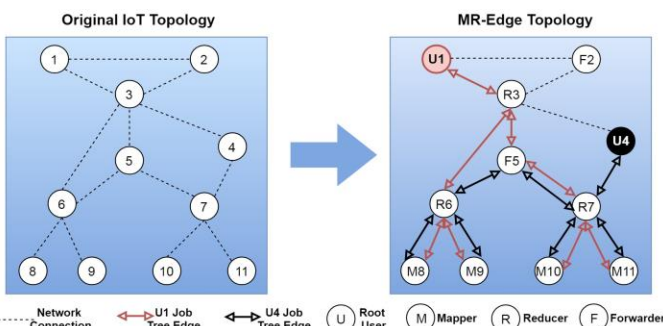 Original IoT Topology
MR-Edge Topology
1
2
3
4
5
6
7
8
9
10
11
U1
F2
R3
U4
F5
R6
R7
M8
M9
M10
M11
Network
Connection
U1 Job
Tree Edge
U4 Job
Tree Edge
U
Root
User
M
Mapper
R
Reducer
F
Forwarder